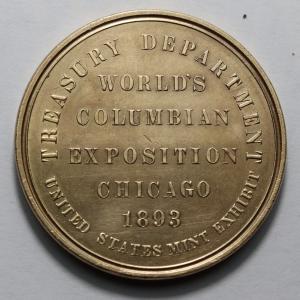 TREASURY DEPARTMENT
WORLD'S
COLUMBIAN
EXPOSITION
CHICAGO
1893
UNITED STATES MINT EXHIBIT